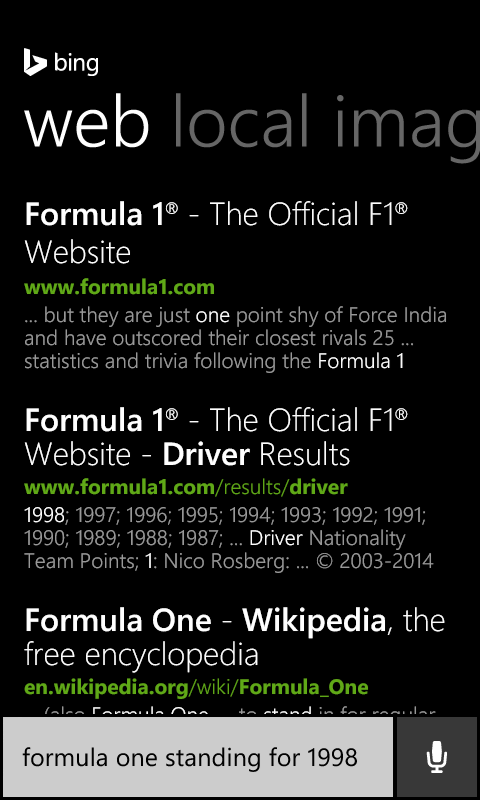 bing
web local imag
Formula 1® - The Official F1®
Website
www.formula1.com
... but they are just one point shy of Force India
and have outscored their closest rivals 25 ...
statistics and trivia following the Formula 1
Formula 1® - The Official F1®
Website - Driver Results
www.formula1.com/results/driver
1998; 1997; 1996; 1995; 1994; 1993; 1992; 1991;
1990; 1989; 1988; 1987; ... Driver Nationality
Team Points; 1: Nico Rosberg: ... © 2003-2014
Formula One - Wikipedia, the
free encyclopedia
en.wikipedia.org/wiki/Formula_One
... (also Formula One ... to stand in for regular
formula one standing for 1998